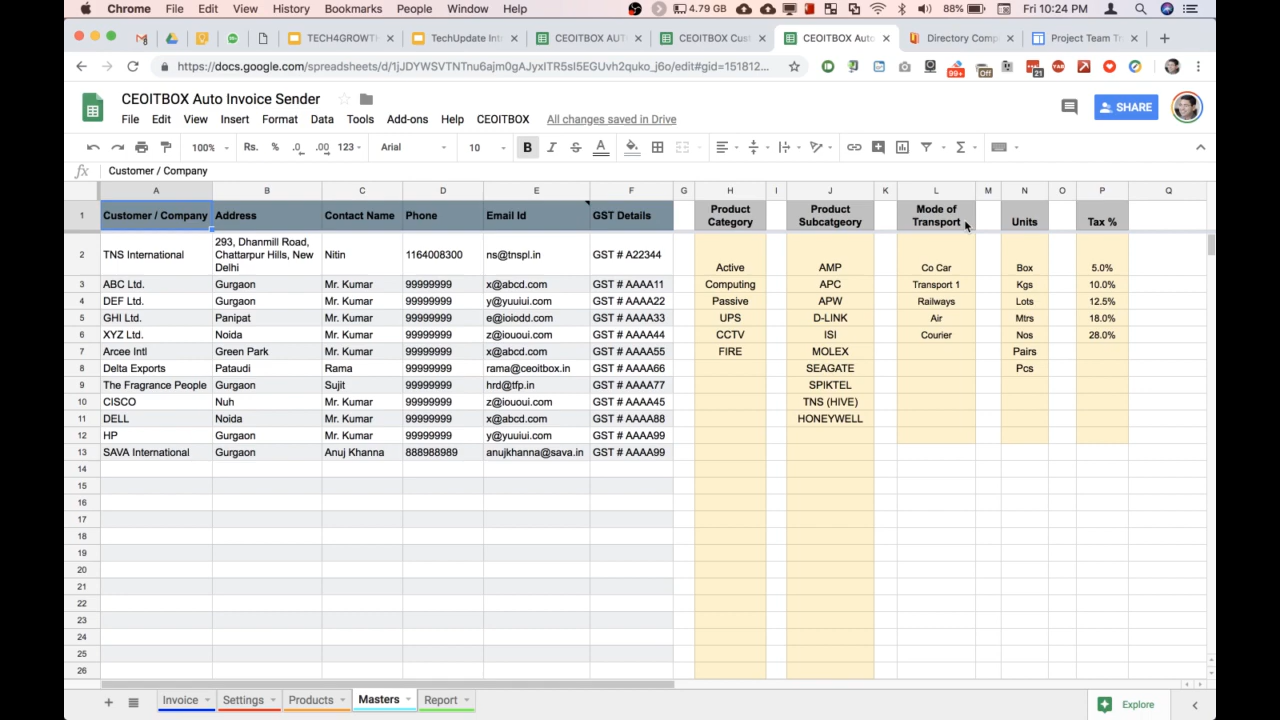 Chrome File Edit View History Bookmarks People Window Help 4.79 GB 88% Fri 10:24 PM
TECH4GROWTH TechUpdate Int CEOITBOX AUT CEOITBOX Cust CEOITBOX Auto Directory Comp Project Team Tr
https://docs.google.com/spreadsheets/d/1jJDYWSVTNTnu6ajm0gAJyxITR5sI5EGUvh2quko_j6o/edit#gid=151812... 99+ Off 21
CEOITBOX Auto Invoice Sender
SHARE
File Edit View Insert Format Data Tools Add-ons Help CEOITBOX All changes saved in Drive
100% Rs. % .0 .00 123 Arial 10 B I S A Σ
fx Customer / Company
A B C D E F G H I J K L M N O P Q
1 Customer / Company Address Contact Name Phone Email Id GST Details Product Category Product Subcatgeory Mode of Transport Units Tax %
2 TNS International 293, Dhanmill Road, Chattarpur Hills, New Delhi Nitin 1164008300 ns@tnspl.in GST # A22344 Active AMP Co Car Box 5.0%
3 ABC Ltd. Gurgaon Mr. Kumar 99999999 x@abcd.com GST # AAAA11 Computing APC Transport 1 Kgs 10.0%
4 DEF Ltd. Gurgaon Mr. Kumar 99999999 y@yuuiui.com GST # AAAA22 Passive APW Railways Lots 12.5%
5 GHI Ltd. Panipat Mr. Kumar 99999999 e@ioiodd.com GST # AAAA33 UPS D-LINK Air Mtrs 18.0%
6 XYZ Ltd. Noida Mr. Kumar 99999999 z@iououi.com GST # AAAA44 CCTV ISI Courier Nos 28.0%
7 Arcee Intl Green Park Mr. Kumar 99999999 x@abcd.com GST # AAAA55 FIRE MOLEX Pairs
8 Delta Exports Pataudi Rama 99999999 rama@ceoitbox.in GST # AAAA66 SEAGATE Pcs
9 The Fragrance People Gurgaon Sujit 99999999 hrd@tfp.in GST # AAAA77 SPIKTEL
10 CISCO Nuh Mr. Kumar 99999999 z@iououi.com GST # AAAA45 TNS (HIVE)
11 DELL Noida Mr. Kumar 99999999 x@abcd.com GST # AAAA88 HONEYWELL
12 HP Gurgaon Mr. Kumar 99999999 y@yuuiui.com GST # AAAA99
13 SAVA International Gurgaon Anuj Khanna 888988989 anujkhanna@sava.in GST # AAAA99
14
15
16
17
18
19
20
21
22
23
24
25
26
Invoice Settings Products Masters Report Explore